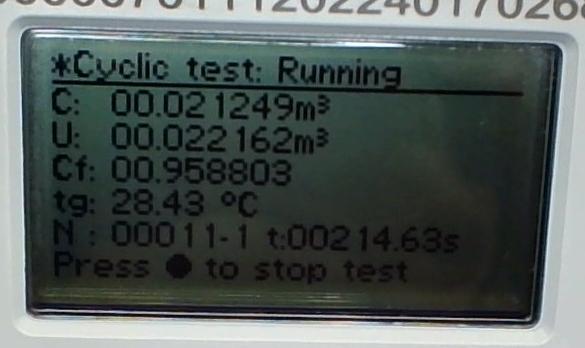 *Cyclic test: Running
C: 00.021249m³
U: 00.022162m³
Cf: 00.958803
tg: 28.43 ºC
N : 00011-1 t:00214.63s
Press ● to stop test